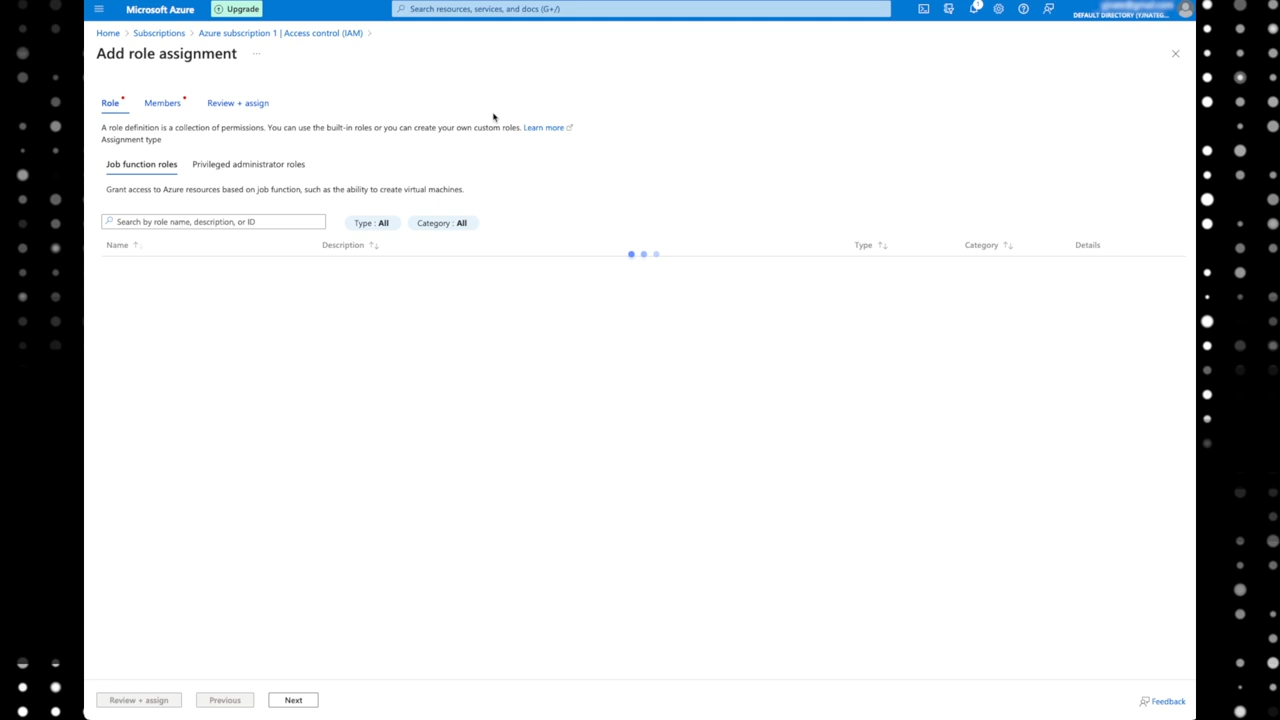 Microsoft Azure
Upgrade
Search resources, services, and docs (G+/)
1
DEFAULT DIRECTORY (YJNATEG...
Home > Subscriptions > Azure subscription 1 | Access control (IAM) >
Add role assignment ...
Role
Members
Review + assign
A role definition is a collection of permissions. You can use the built-in roles or you can create your own custom roles. Learn more
Assignment type
Job function roles
Privileged administrator roles
Grant access to Azure resources based on job function, such as the ability to create virtual machines.
Search by role name, description, or ID
Type : All
Category : All
Name
Description
Type
Category
Details
Review + assign
Previous
Next
Feedback